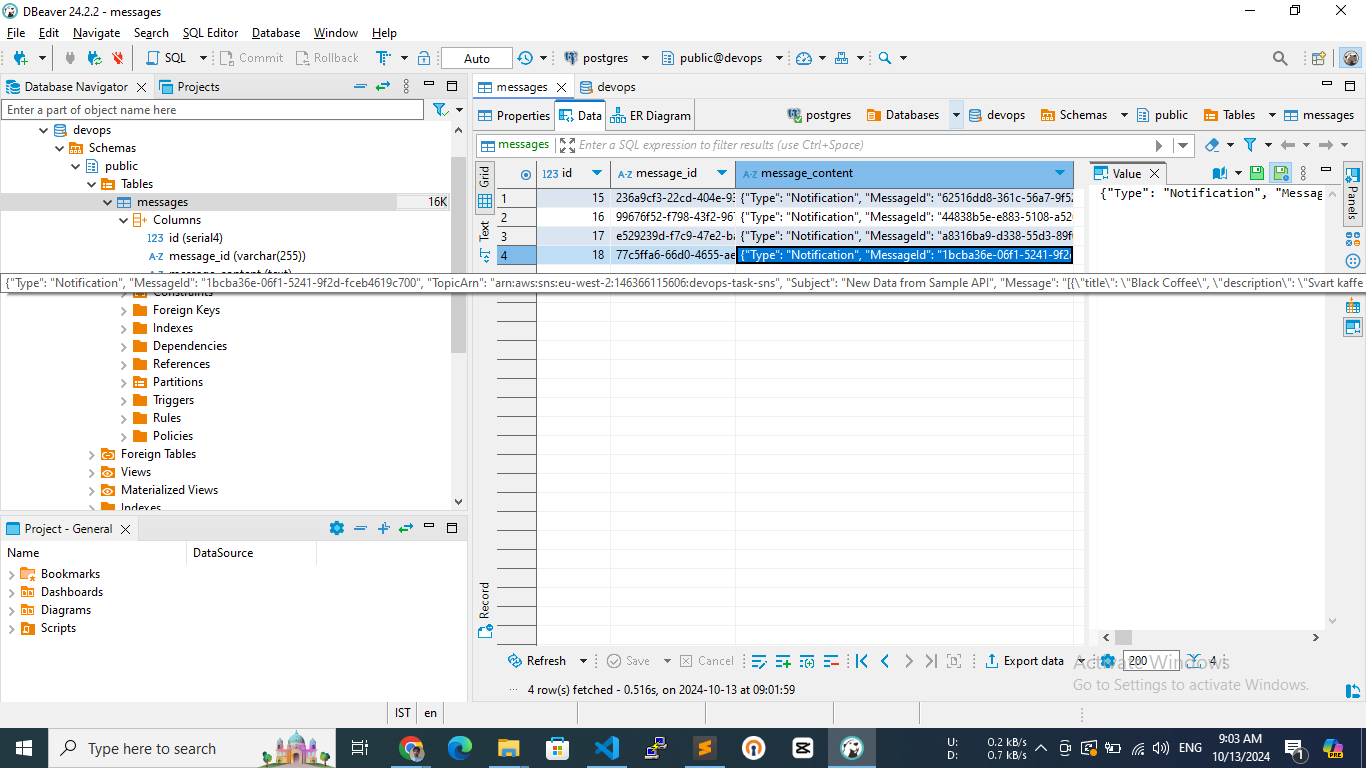 DBeaver 24.2.2 - messages
File Edit Navigate Search SQL Editor Database Window Help
SQL Commit Rollback Auto postgres public@devops
Database Navigator Projects
Enter a part of object name here
devops
Schemas
public
Tables
messages 16K
Columns
123 id (serial4)
A-Z message_id (varchar(255))
{"Type": "Notification", "MessageId": "1bcba36e-06f1-5241-9f2d-fceb4619c700", "TopicArn": "arn:aws:sns:eu-west-2:146366115606:devops-task-sns", "Subject": "New Data from Sample API", "Message": "[{\"title\": \"Black Coffee\", \"description\": \"Svart kaffe
Foreign Keys
Indexes
Dependencies
References
Partitions
Triggers
Rules
Policies
Foreign Tables
Views
Materialized Views
Indexes
Project - General
Name DataSource
Bookmarks
Dashboards
Diagrams
Scripts
messages devops
Properties Data ER Diagram postgres Databases devops Schemas public Tables messages
messages Enter a SQL expression to filter results (use Ctrl+Space)
Grid
Text
Record
123 id A-Z message_id A-Z message_content
1 15 236a9cf3-22cd-404e-93 {"Type": "Notification", "MessageId": "62516dd8-361c-56a7-9f52
2 16 99676f52-f798-43f2-967 {"Type": "Notification", "MessageId": "44838b5e-e883-5108-a520
3 17 e529239d-f7c9-47e2-ba {"Type": "Notification", "MessageId": "a8316ba9-d338-55d3-89f
4 18 77c5ffa6-66d0-4655-ae {"Type": "Notification", "MessageId": "1bcba36e-06f1-5241-9f2d
Value
{"Type": "Notification", "Messag
Panels
Refresh Save Cancel Export data 200 4
4 row(s) fetched - 0.516s, on 2024-10-13 at 09:01:59
Activate Windows
Go to Settings to activate Windows.
IST en
Type here to search
U: 0.2 kB/s
D: 0.7 kB/s
ENG
9:03 AM
10/13/2024
1
PRE